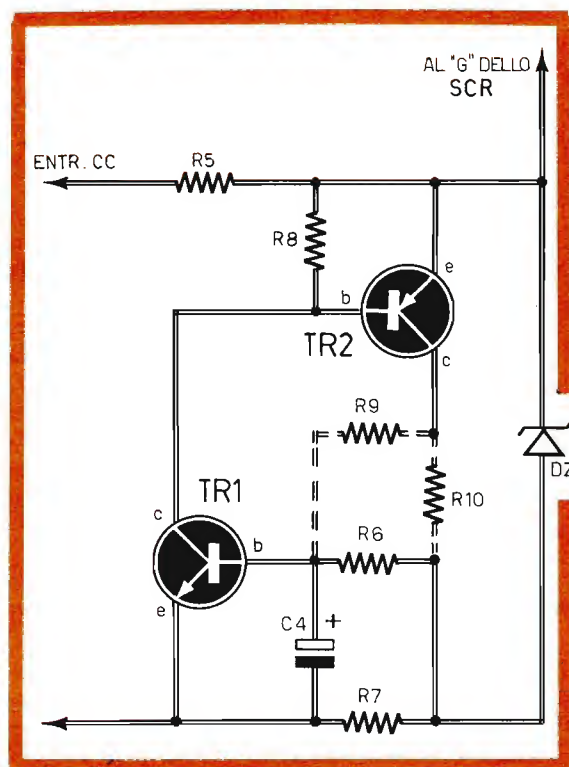 AL "G" DELLO
SCR
ENTR. CC
R5
R8
e
b
TR2
c
R9
R10
DZ
TR1
c
b
R6
e
C4
+
R7